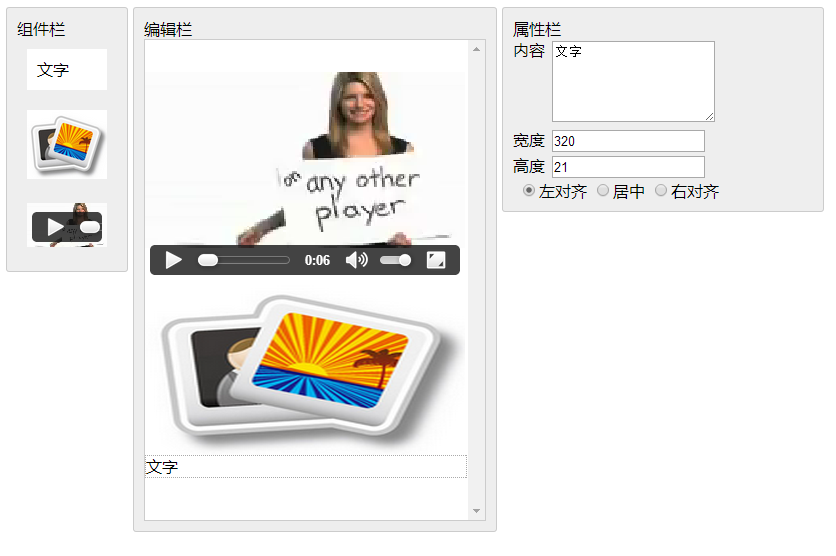 组件栏
文字
编辑栏
for any other
player
0:06
文字
属性栏
内容 文字
宽度 320
高度 21
左对齐 居中 右对齐